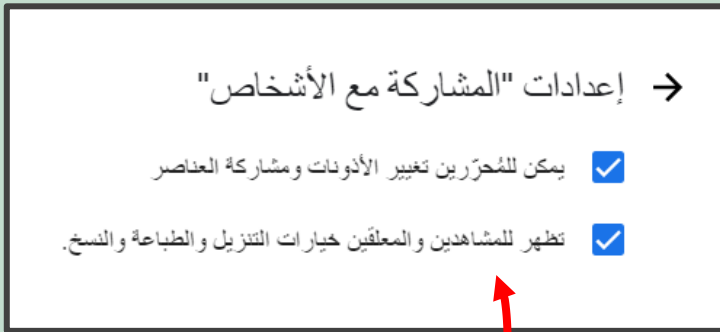 إعدادات "المشاركة مع الأشخاص"
يمكن للمُحرّرين تغيير الأذونات ومشاركة العناصر
تظهر للمشاهدين والمعلقين خيارات التنزيل والطباعة والنسخ.